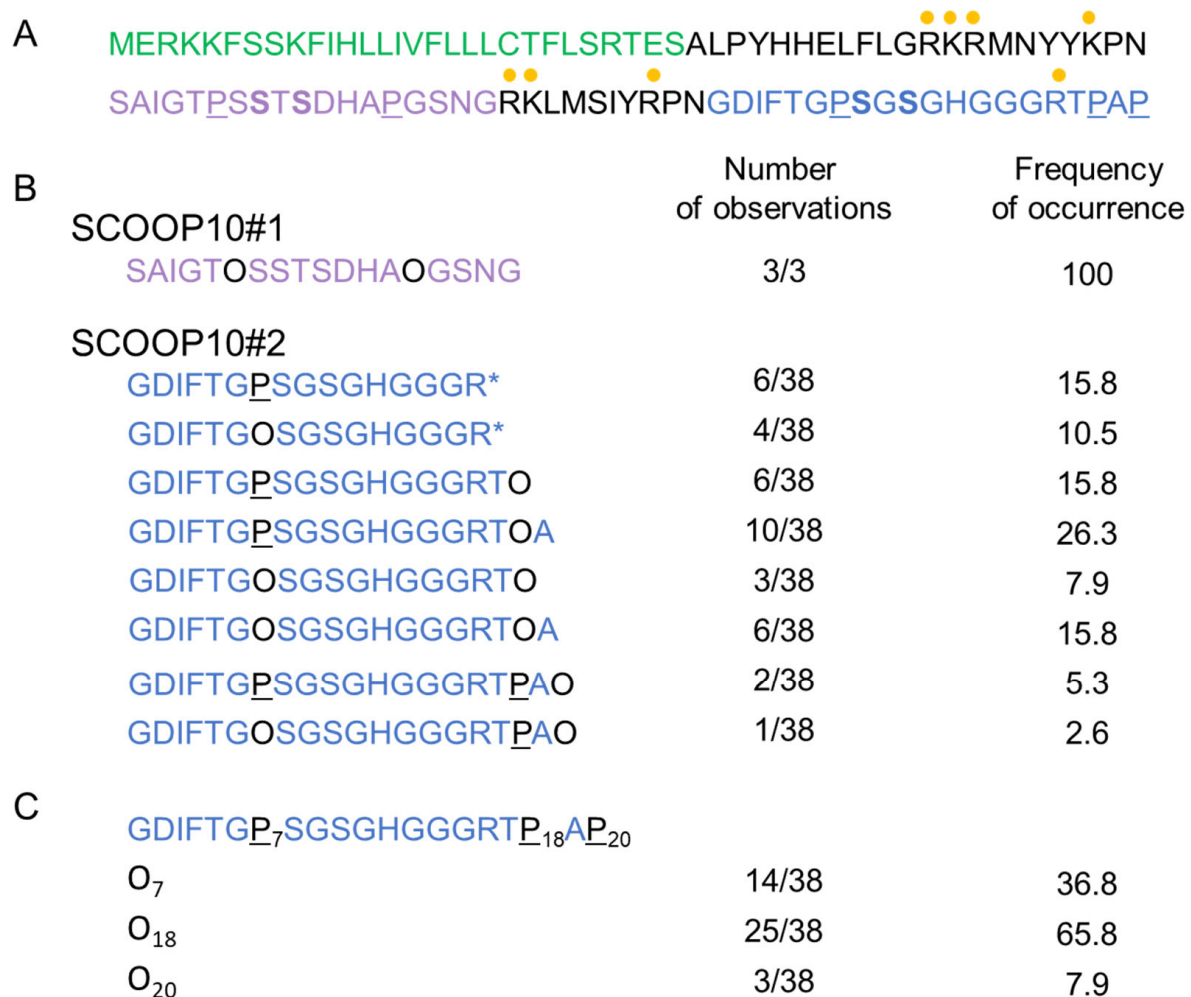 A MERKKFSSKFIHLLIVFLLLCTFLSRTESALPYHHELFLGRKRMNYYKPN
SAIGTPSSSTSDHAPGSNGRKLMSIYRPNGDIFTGPSGSGHGGGRTPAP
B Number of observations Frequency of occurrence
SCOOP10#1
SAIGTOSSTSDHAOGSNG 3/3 100
SCOOP10#2
GDIFTGPSGSGHGGGR* 6/38 15.8
GDIFTGOSGSGHGGGR* 4/38 10.5
GDIFTGPSGSGHGGGRTO 6/38 15.8
GDIFTGPSGSGHGGGRTOA 10/38 26.3
GDIFTGOSGSGHGGGRTO 3/38 7.9
GDIFTGOSGSGHGGGRTOA 6/38 15.8
GDIFTGPSGSGHGGGRTPAO 2/38 5.3
GDIFTGOSGSGHGGGRTPAO 1/38 2.6
C
GDIFTGP₇SGSGHGGGRTP₁₈AP₂₀
O₇ 14/38 36.8
O₁₈ 25/38 65.8
O₂₀ 3/38 7.9